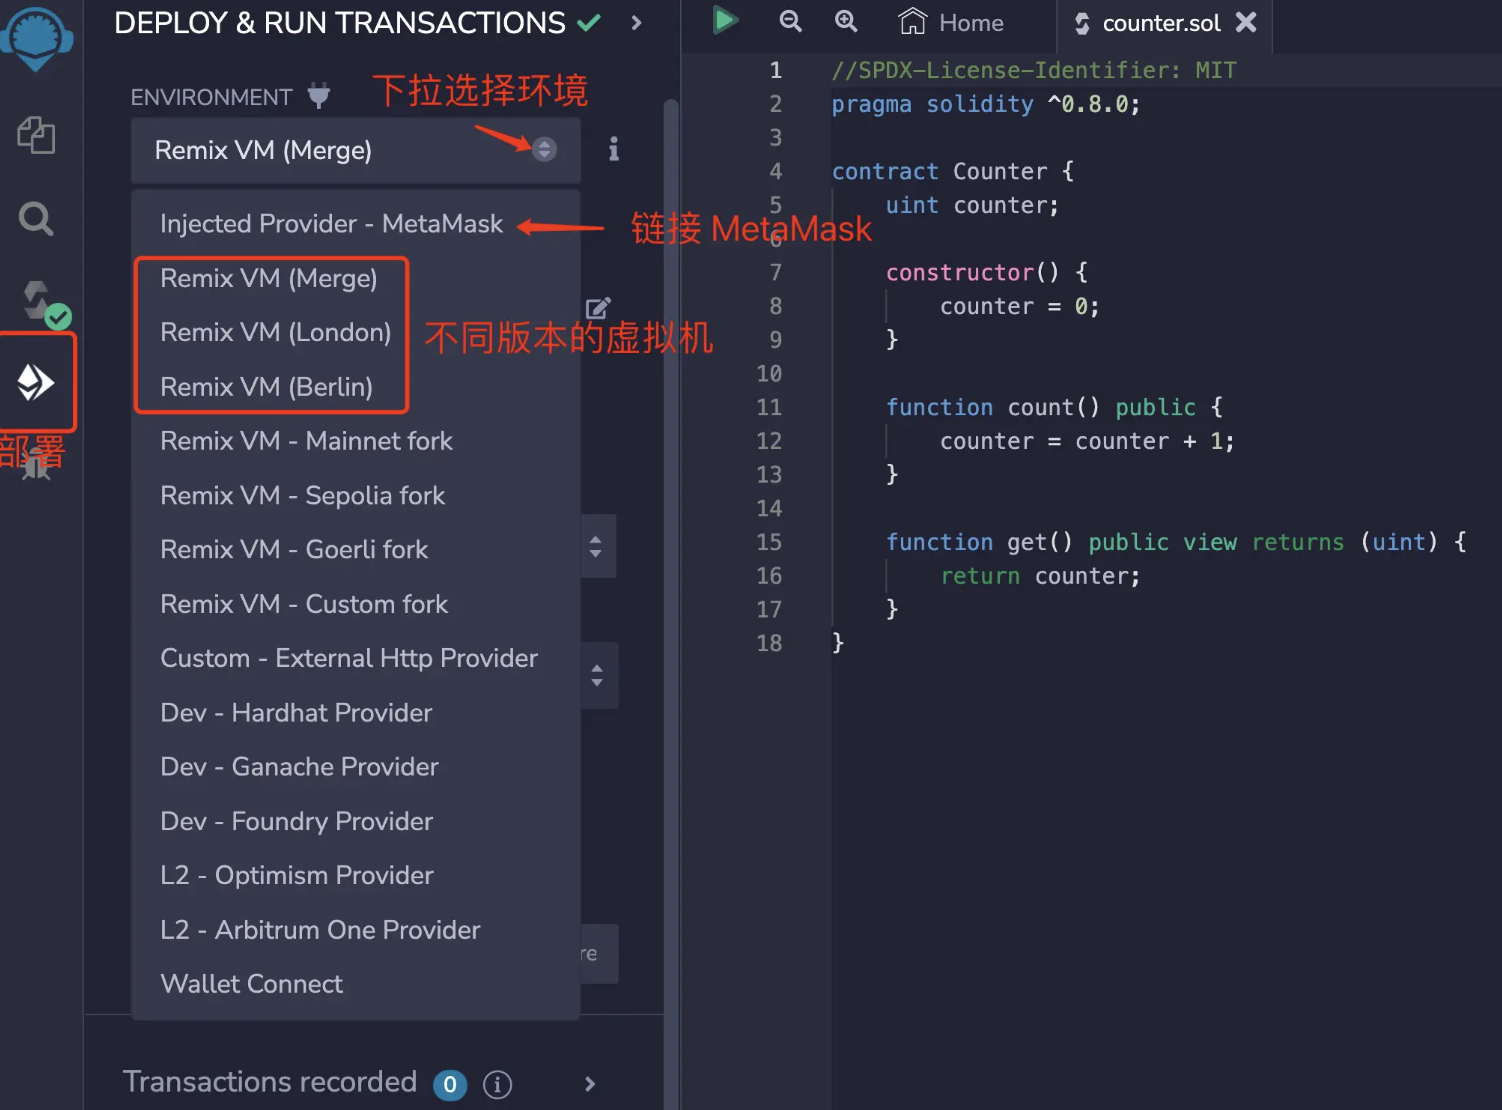 DEPLOY & RUN TRANSACTIONS
ENVIRONMENT
下拉选择环境
Remix VM (Merge)
Injected Provider - MetaMask
链接 MetaMask
Remix VM (Merge)
Remix VM (London)
Remix VM (Berlin)
不同版本的虚拟机
部署
Remix VM - Mainnet fork
Remix VM - Sepolia fork
Remix VM - Goerli fork
Remix VM - Custom fork
Custom - External Http Provider
Dev - Hardhat Provider
Dev - Ganache Provider
Dev - Foundry Provider
L2 - Optimism Provider
L2 - Arbitrum One Provider
re
Wallet Connect
Transactions recorded 0
Home
counter.sol
1 //SPDX-License-Identifier: MIT
2 pragma solidity ^0.8.0;
3
4 contract Counter {
5 uint counter;
6
7 constructor() {
8 counter = 0;
9 }
10
11 function count() public {
12 counter = counter + 1;
13 }
14
15 function get() public view returns (uint) {
16 return counter;
17 }
18 }